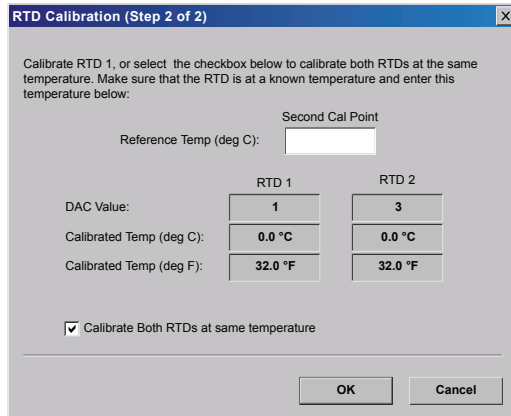 RTD Calibration (Step 2 of 2)
X
Calibrate RTD 1, or select the checkbox below to calibrate both RTDs at the same
temperature. Make sure that the RTD is at a known temperature and enter this
temperature below:
Second Cal Point
Reference Temp (deg C):
RTD 1 RTD 2
DAC Value: 1 3
Calibrated Temp (deg C): 0.0 °C 0.0 °C
Calibrated Temp (deg F): 32.0 °F 32.0 °F
Calibrate Both RTDs at same temperature
OK Cancel